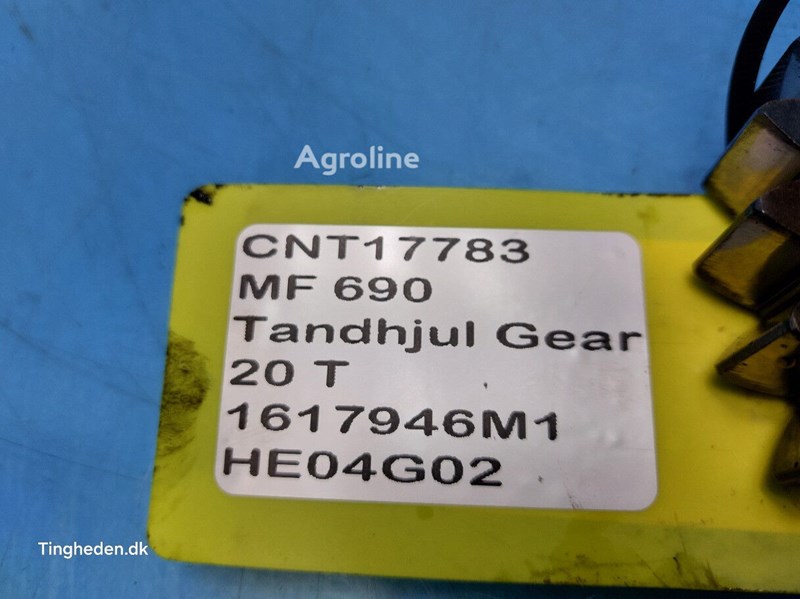 Agroline
CNT17783
MF 690
Tandhjul Gear
20 T
1617946M1
HE04G02
Tingheden.dk